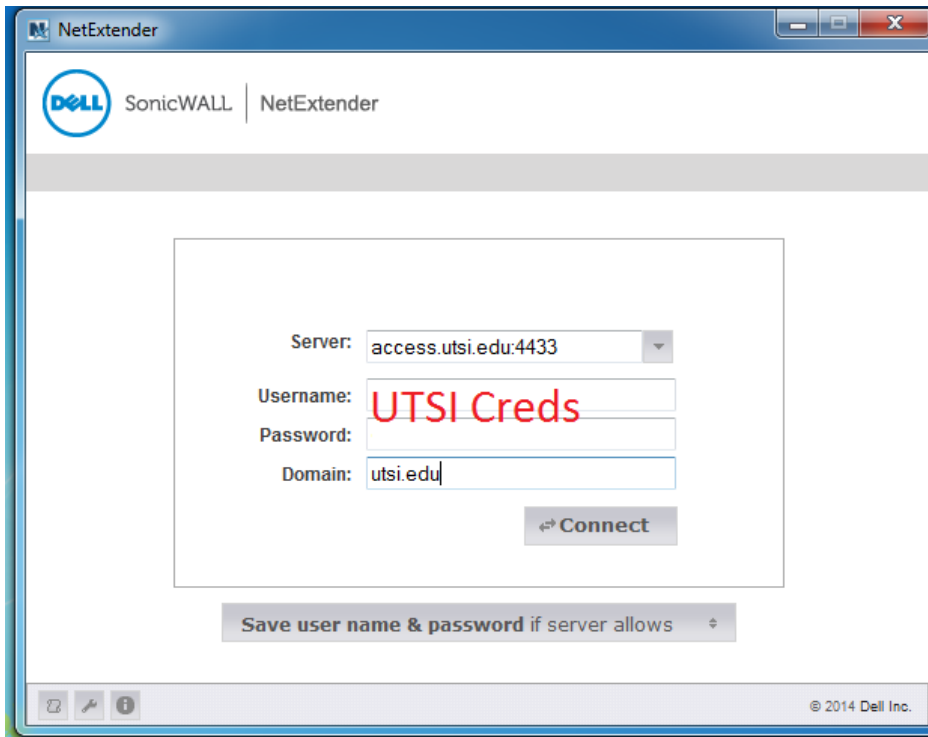 NetExtender
DELL SonicWALL NetExtender
Server: access.utsi.edu:4433
Username:
UTSI Creds
Password:
Domain: utsi.edu
Connect
Save user name & password if server allows
© 2014 Dell Inc.